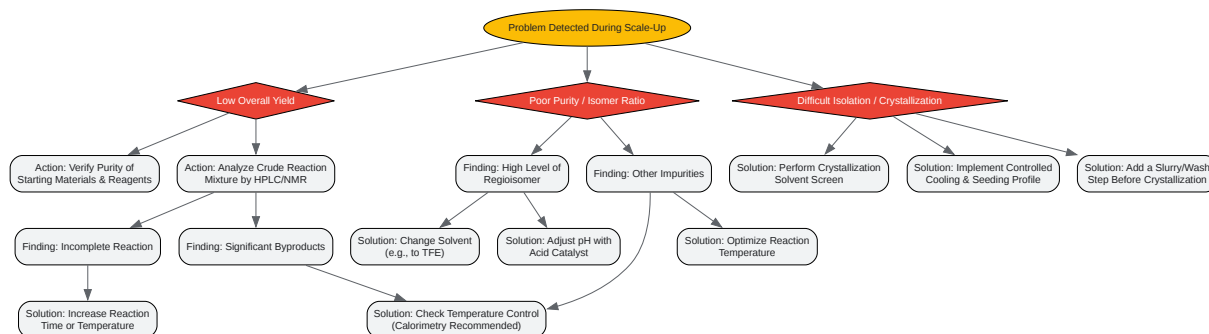 Problem Detected During Scale-Up
Low Overall Yield
Poor Purity / Isomer Ratio
Difficult Isolation / Crystallization
Action: Verify Purity of
Starting Materials & Reagents
Action: Analyze Crude Reaction
Mixture by HPLC/NMR
Finding: High Level of
Regioisomer
Finding: Other Impurities
Solution: Perform Crystallization
Solvent Screen
Solution: Implement Controlled
Cooling & Seeding Profile
Solution: Add a Slurry/Wash
Step Before Crystallization
Finding: Incomplete Reaction
Finding: Significant Byproducts
Solution: Change Solvent
(e.g., to TFE)
Solution: Adjust pH with
Acid Catalyst
Solution: Optimize Reaction
Temperature
Solution: Increase Reaction
Time or Temperature
Solution: Check Temperature Control
(Calorimetry Recommended)